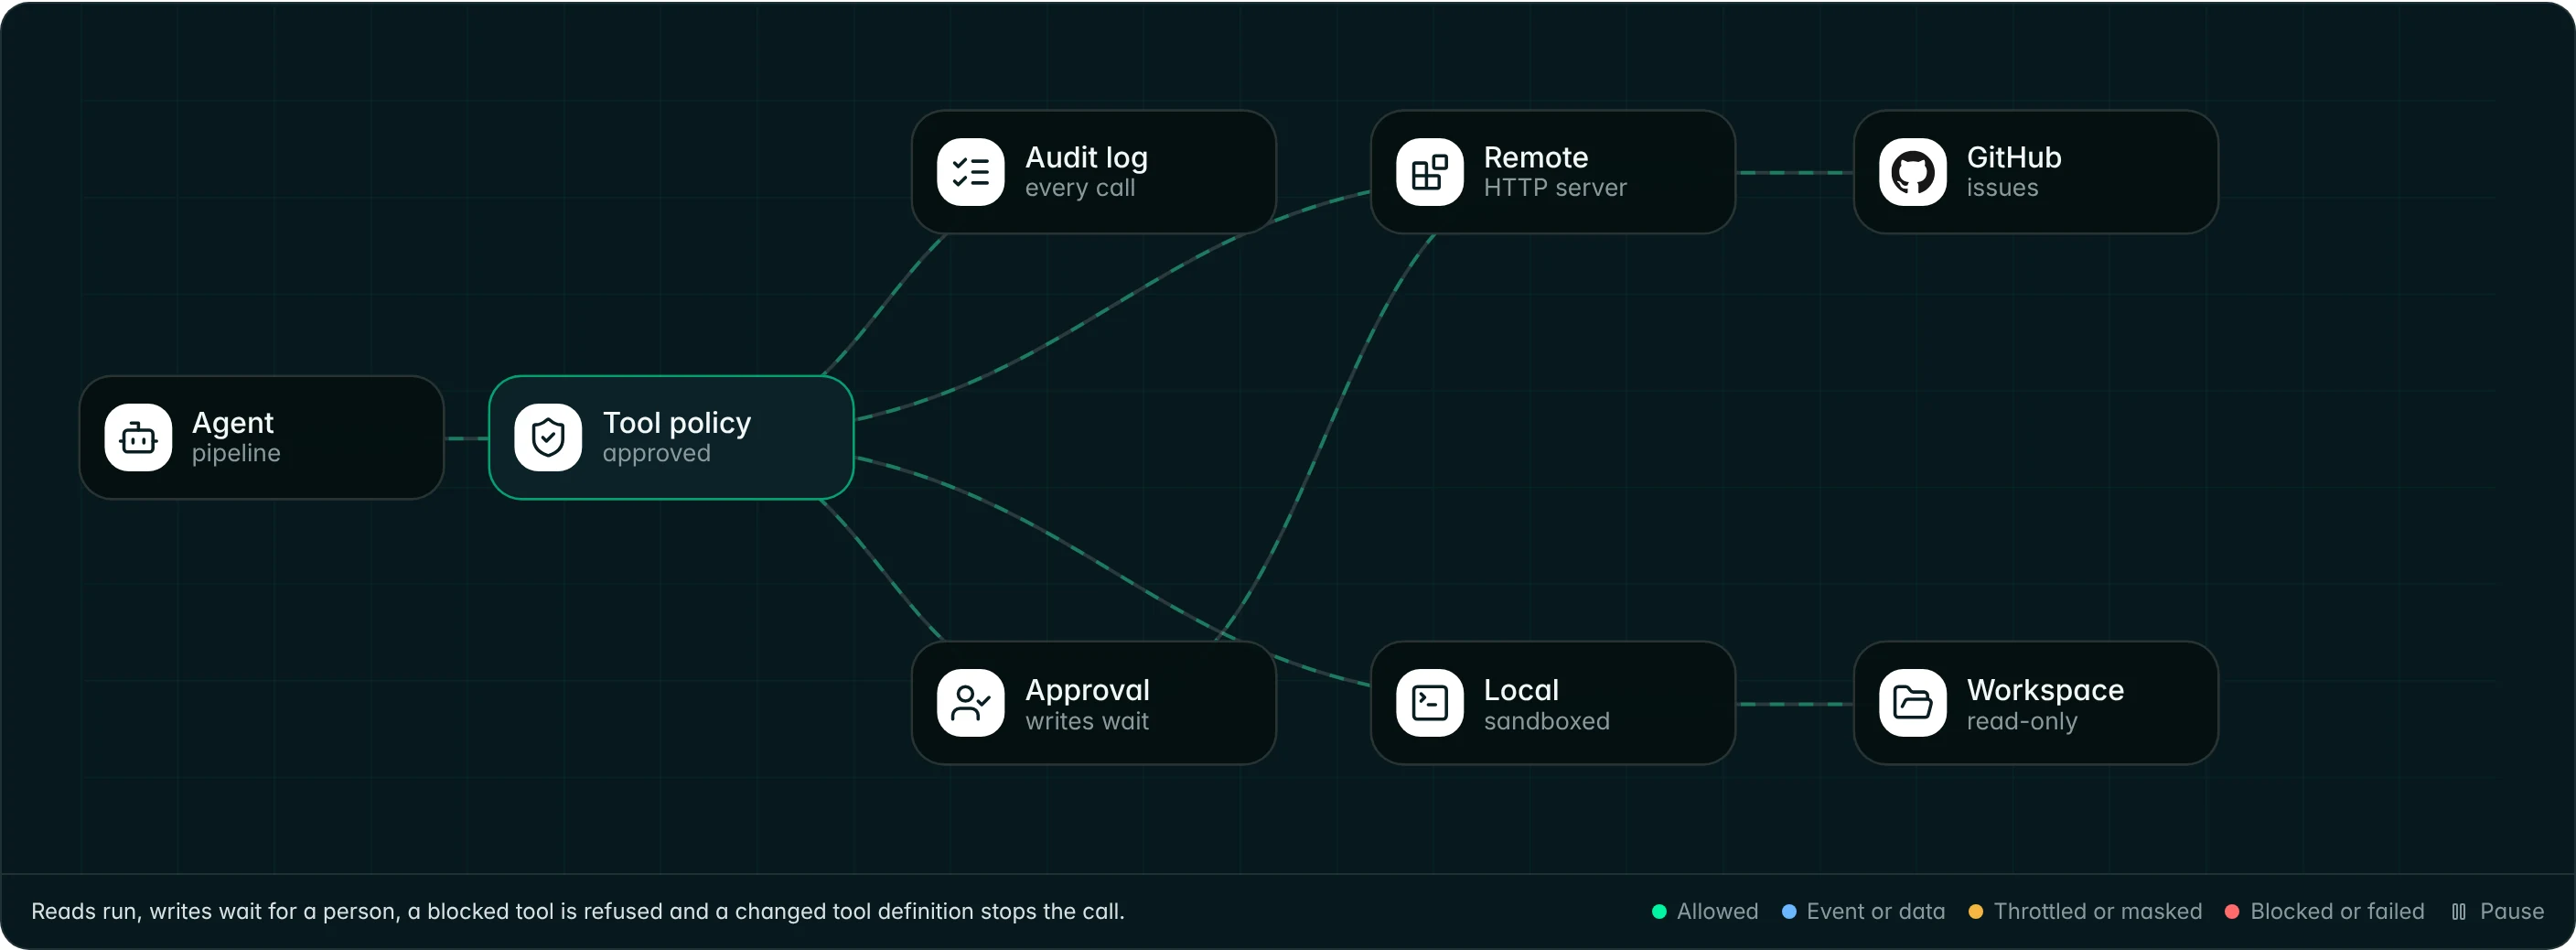 Audit log
every call
Remote
HTTP server
GitHub
issues
Agent
pipeline
Tool policy
approved
Approval
writes wait
Local
sandboxed
Workspace
read-only
Reads run, writes wait for a person, a blocked tool is refused and a changed tool definition stops the call.
Allowed
Event or data
Throttled or masked
Blocked or failed
Pause